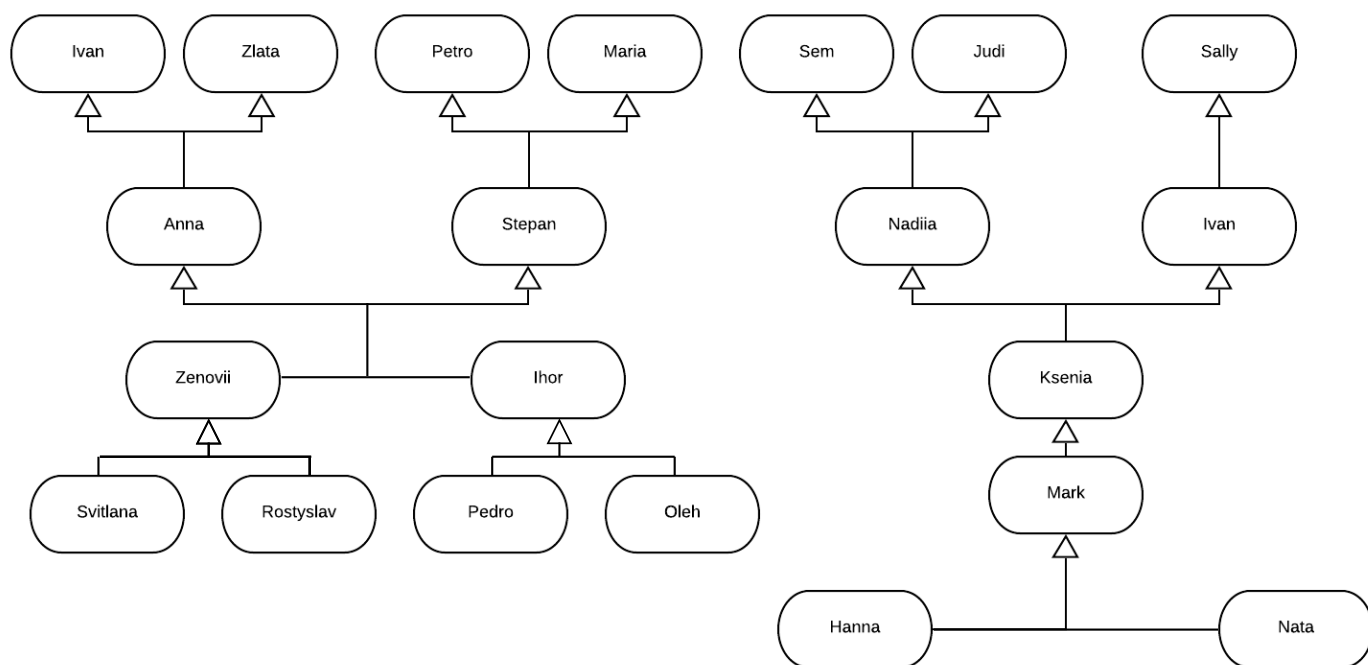 Ivan
Zlata
Petro
Maria
Sem
Judi
Sally
Anna
Stepan
Nadiia
Ivan
Zenovii
Ihor
Ksenia
Svitlana
Rostyslav
Pedro
Oleh
Mark
Hanna
Nata